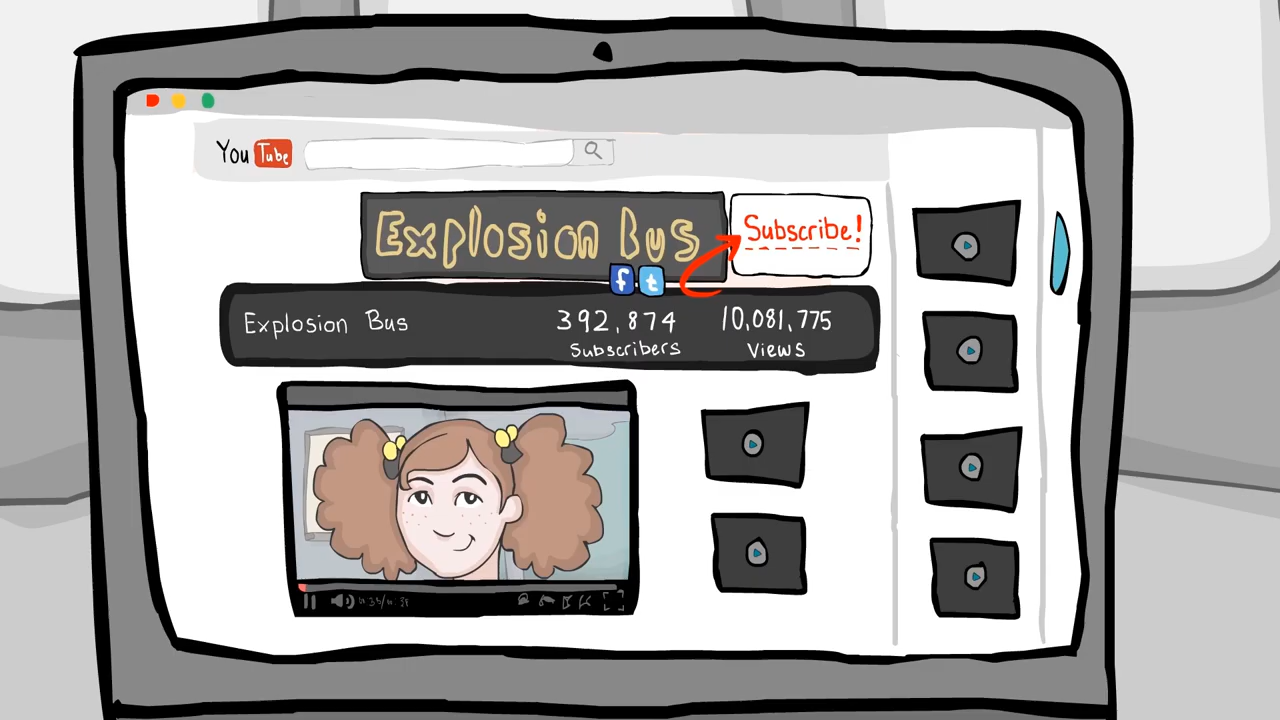 You Tube
Explosion Bus
Subscribe!
f t
Explosion Bus
392,874
10,081,775
Subscribers
Views